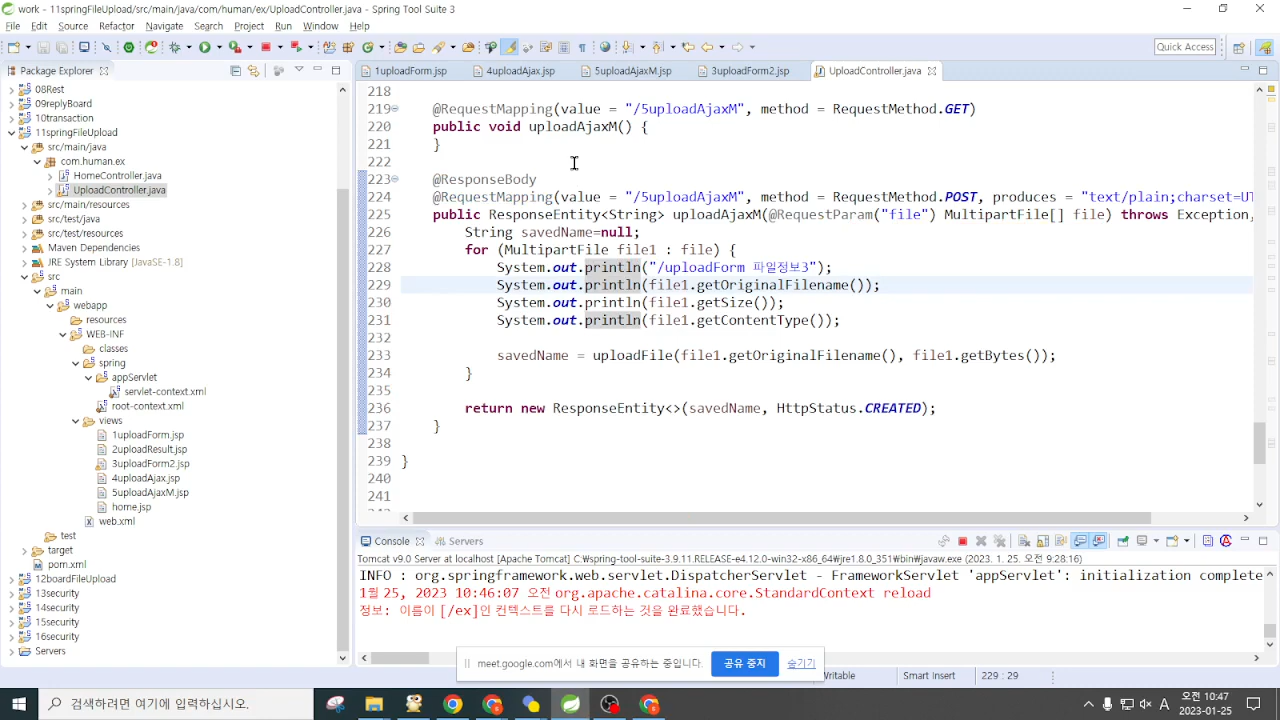 work - 11springFileUpload/src/main/java/com/human/ex/UploadController.java - Spring Tool Suite 3
File Edit Source Refactor Navigate Search Project Run Window Help
Quick Access
Package Explorer
1uploadForm.jsp 4uploadAjax.jsp 5uploadAjaxM.jsp 3uploadForm2.jsp UploadController.java
08Rest
09replyBoard
10transaction
11springFileUpload
src/main/java
com.human.ex
HomeController.java
UploadController.java
src/main/resources
src/test/java
src/test/resources
Maven Dependencies
JRE System Library [JavaSE-1.8]
src
main
webapp
resources
WEB-INF
classes
spring
appServlet
servlet-context.xml
root-context.xml
views
1uploadForm.jsp
2uploadResult.jsp
3uploadForm2.jsp
4uploadAjax.jsp
5uploadAjaxM.jsp
home.jsp
web.xml
test
target
pom.xml
12boardFileUpload
13security
14security
15security
16security
Servers
218
219 @RequestMapping(value = "/5uploadAjaxM", method = RequestMethod.GET)
220 public void uploadAjaxM() {
221 }
222
223 @ResponseBody
224 @RequestMapping(value = "/5uploadAjaxM", method = RequestMethod.POST, produces = "text/plain;charset=UT
225 public ResponseEntity<String> uploadAjaxM(@RequestParam("file") MultipartFile[] file) throws Exception,
226 String savedName=null;
227 for (MultipartFile file1 : file) {
228 System.out.println("/uploadForm 파일정보3");
229 System.out.println(file1.getOriginalFilename());
230 System.out.println(file1.getSize());
231 System.out.println(file1.getContentType());
232
233 savedName = uploadFile(file1.getOriginalFilename(), file1.getBytes());
234 }
235
236 return new ResponseEntity<>(savedName, HttpStatus.CREATED);
237 }
238
239 }
240
241
Console Servers
Tomcat v9.0 Server at localhost [Apache Tomcat] C:\spring-tool-suite-3.9.11.RELEASE-e4.12.0-win32-x86_64\jre1.8.0_351\bin\javaw.exe (2023. 1. 25. 오전 9:28:16)
INFO : org.springframework.web.servlet.DispatcherServlet - FrameworkServlet 'appServlet': initialization complete
1월 25, 2023 10:46:07 오전 org.apache.catalina.core.StandardContext reload
정보: 이름이 [/ex]인 컨텍스트를 다시 로드하는 것을 완료했습니다.
meet.google.com에서 내 화면을 공유하는 중입니다. 공유 중지 숨기기
Writable Smart Insert 229 : 29
검색하려면 여기에 입력하십시오.
A 오전 10:47
2023-01-25